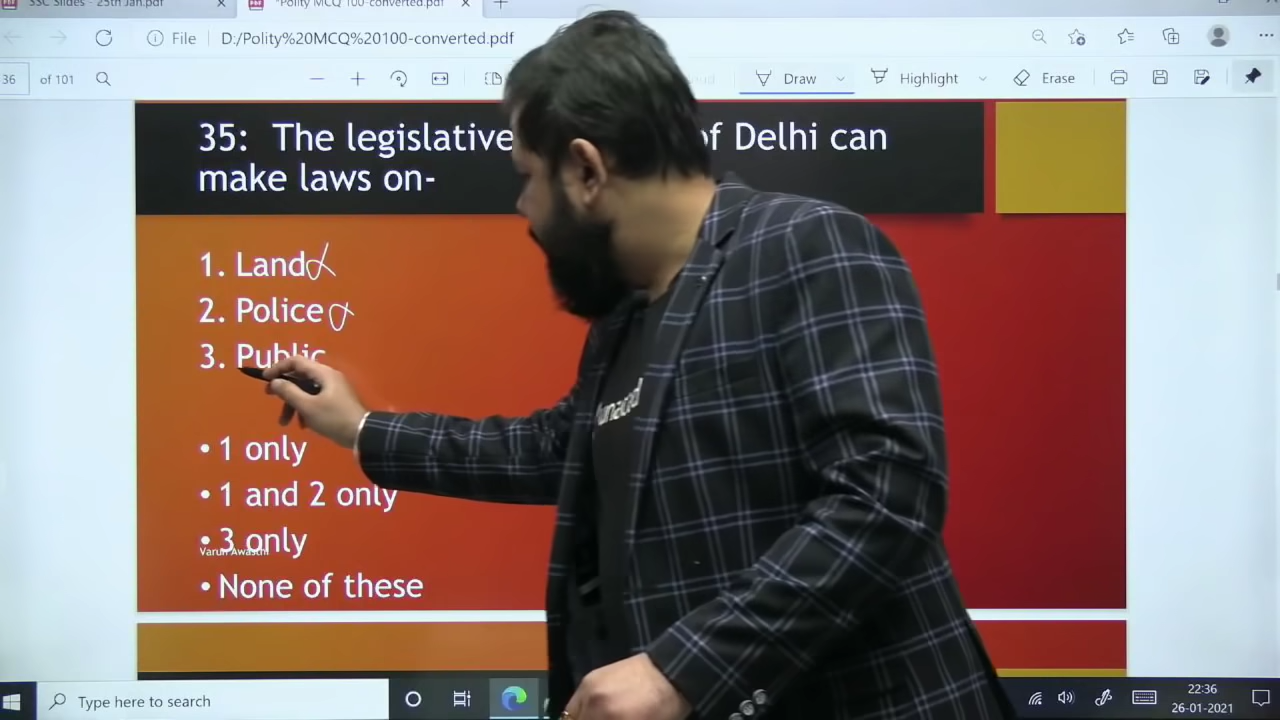 SSC Slides - 25th Jan.pdf
*Polity MCQ 100-converted.pdf
File
D:/Polity%20MCQ%20100-converted.pdf
36 of 101
Draw
Highlight
Erase
35: The legislative of Delhi can
make laws on-
1. Land
2. Police
3. Public
• 1 only
• 1 and 2 only
• 3 only
Varun Awasthi
• None of these
Type here to search
22:36
26-01-2021